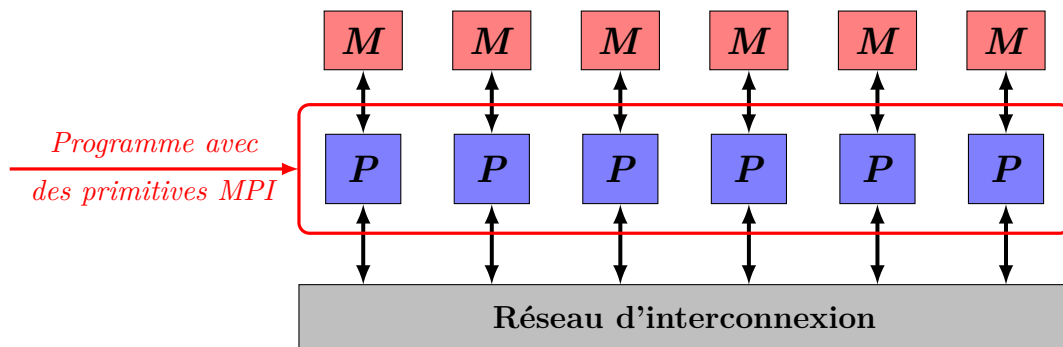 M M M M M M
Programme avec
des primitives MPI
P P P P P P
Réseau d'interconnexion